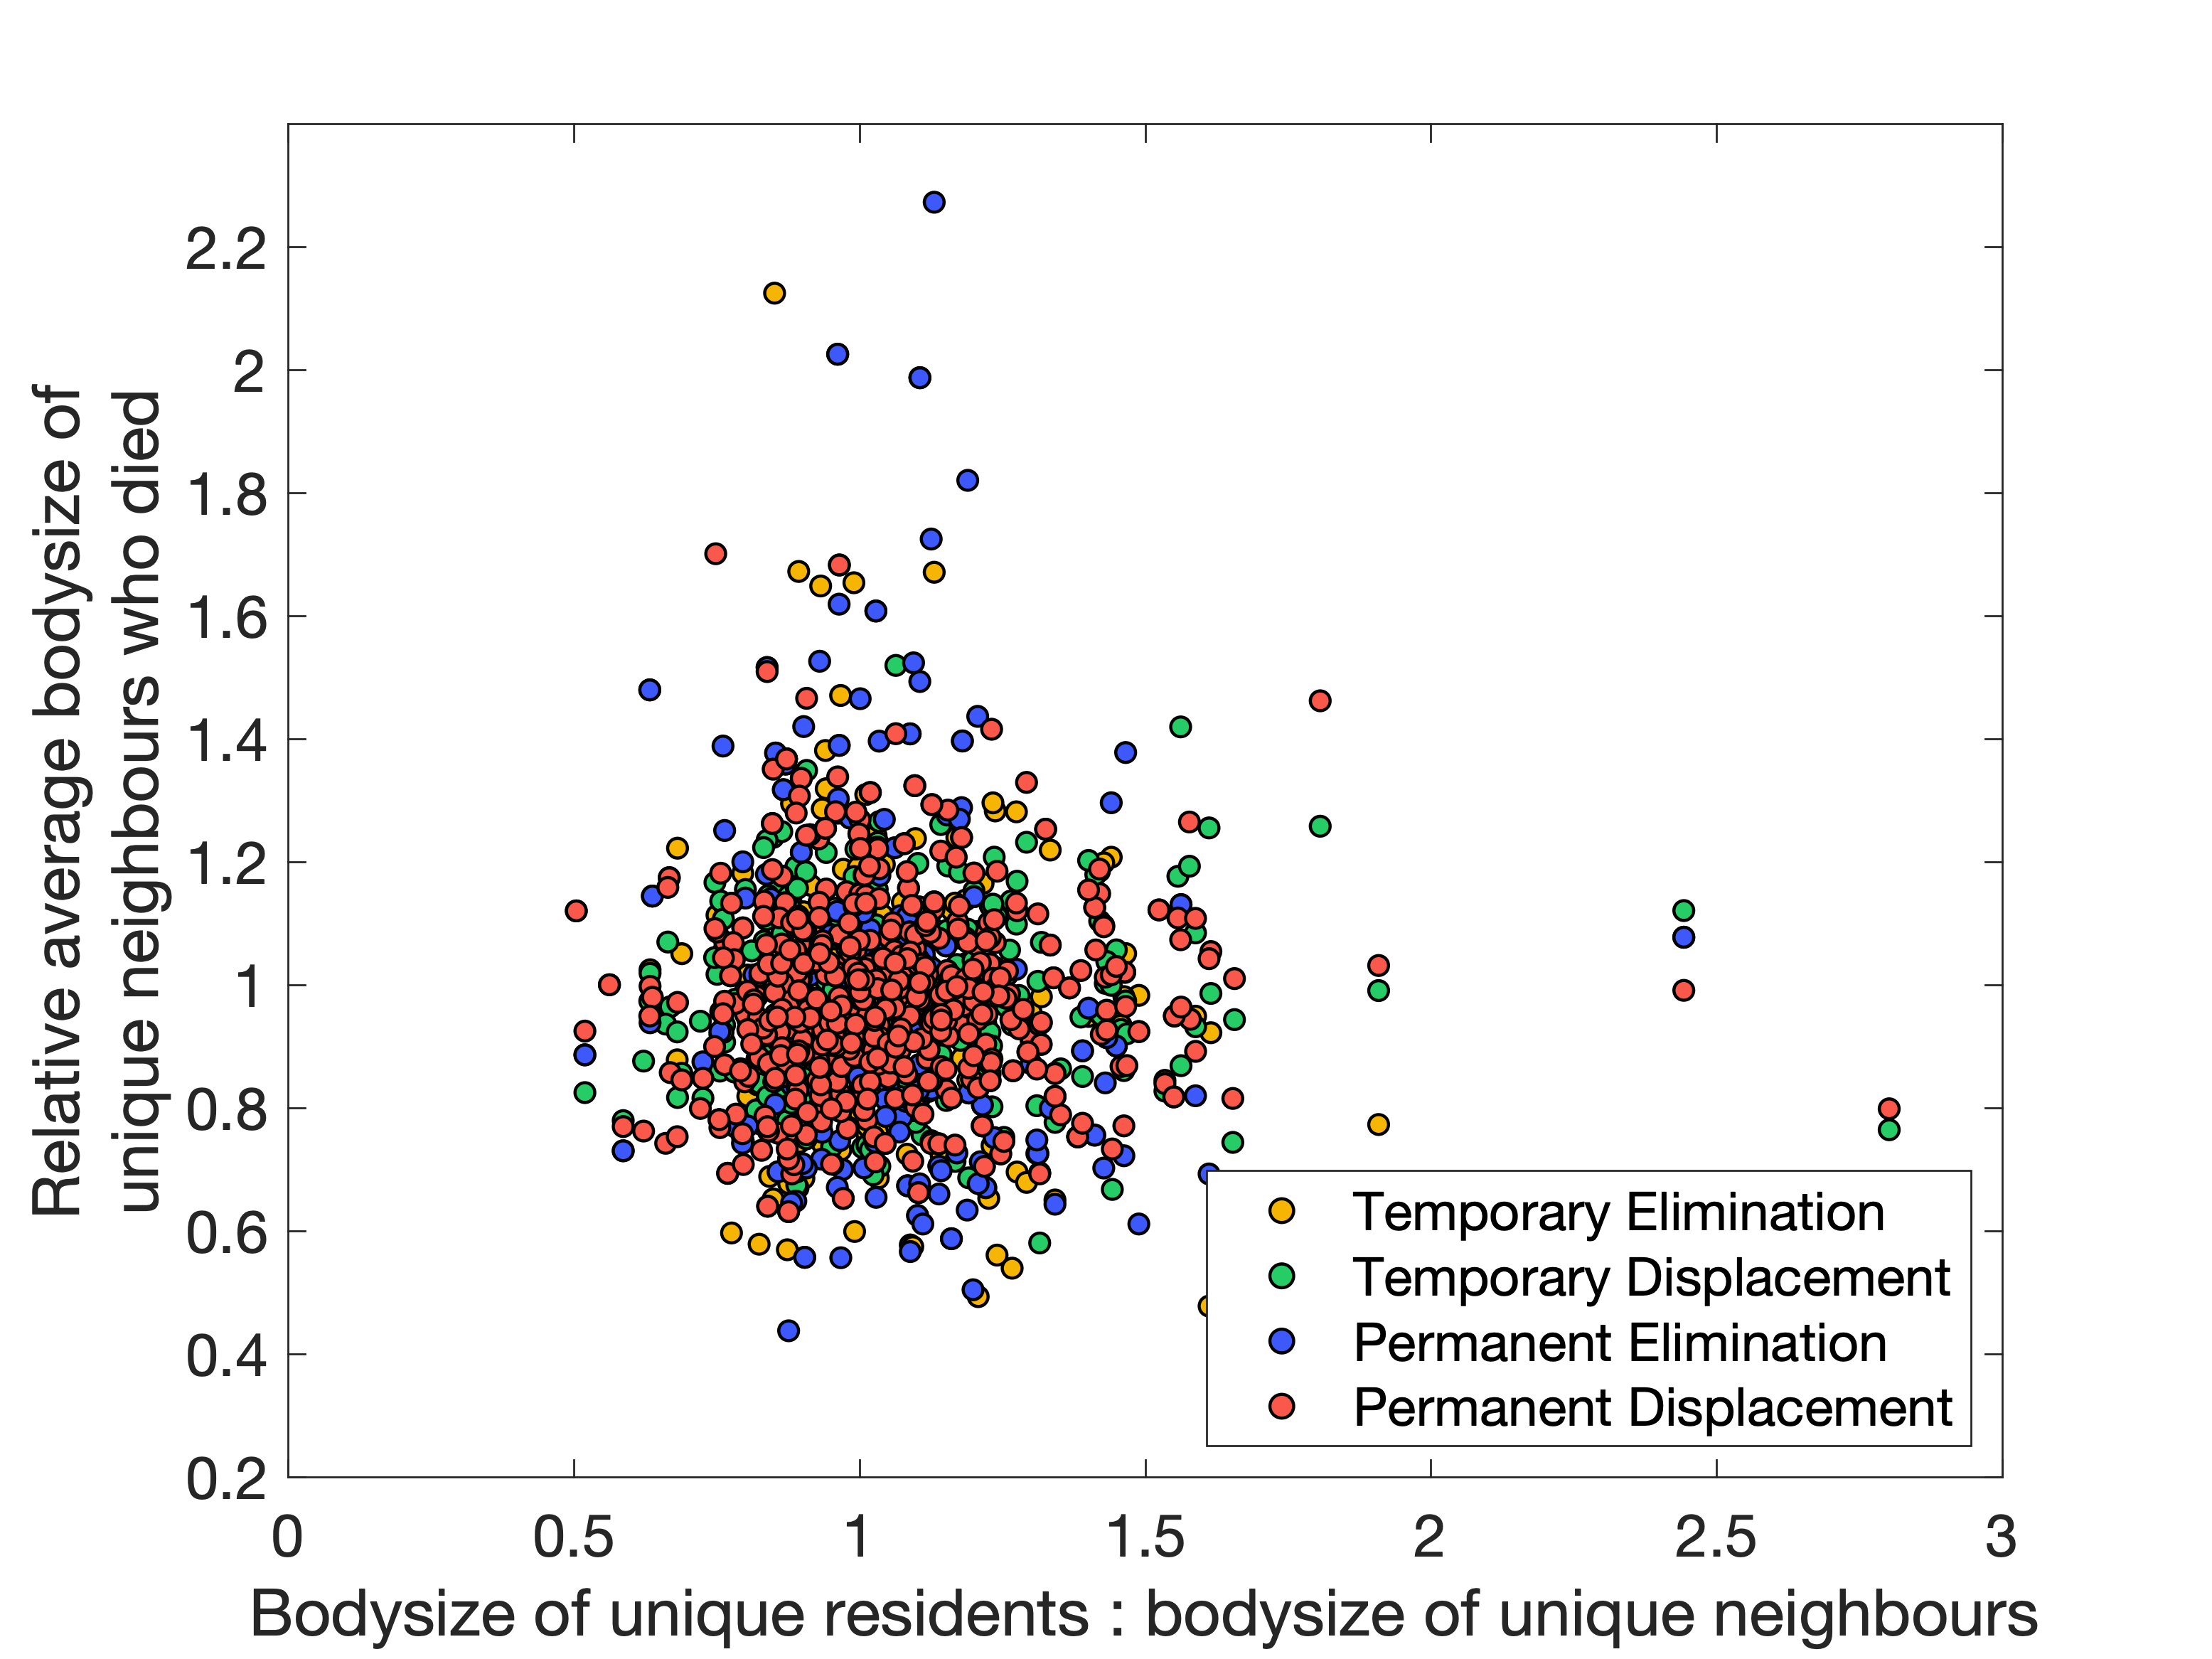 Relative average bodysize of
unique neighbours who died
2.2
2
1.8
1.6
1.4
1.2
1
0.8
0.6
0.4
0.2
0 0.5 1 1.5 2 2.5 3
Bodysize of unique residents : bodysize of unique neighbours
Temporary Elimination
Temporary Displacement
Permanent Elimination
Permanent Displacement